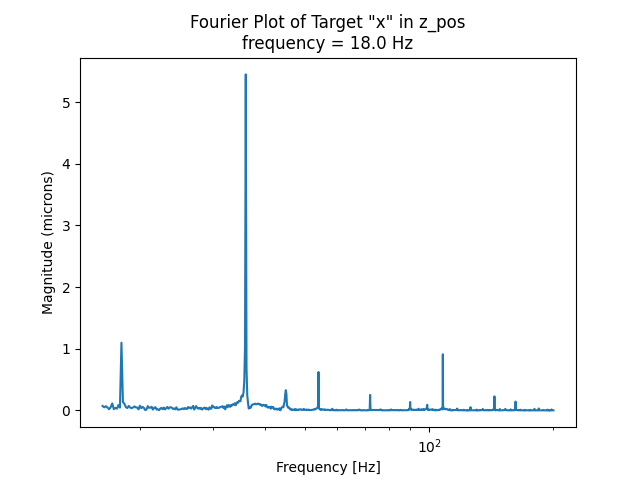 Fourier Plot of Target "x" in z_pos
frequency = 18.0 Hz
Magnitude (microns)
5
4
3
2
1
0
10²
Frequency [Hz]